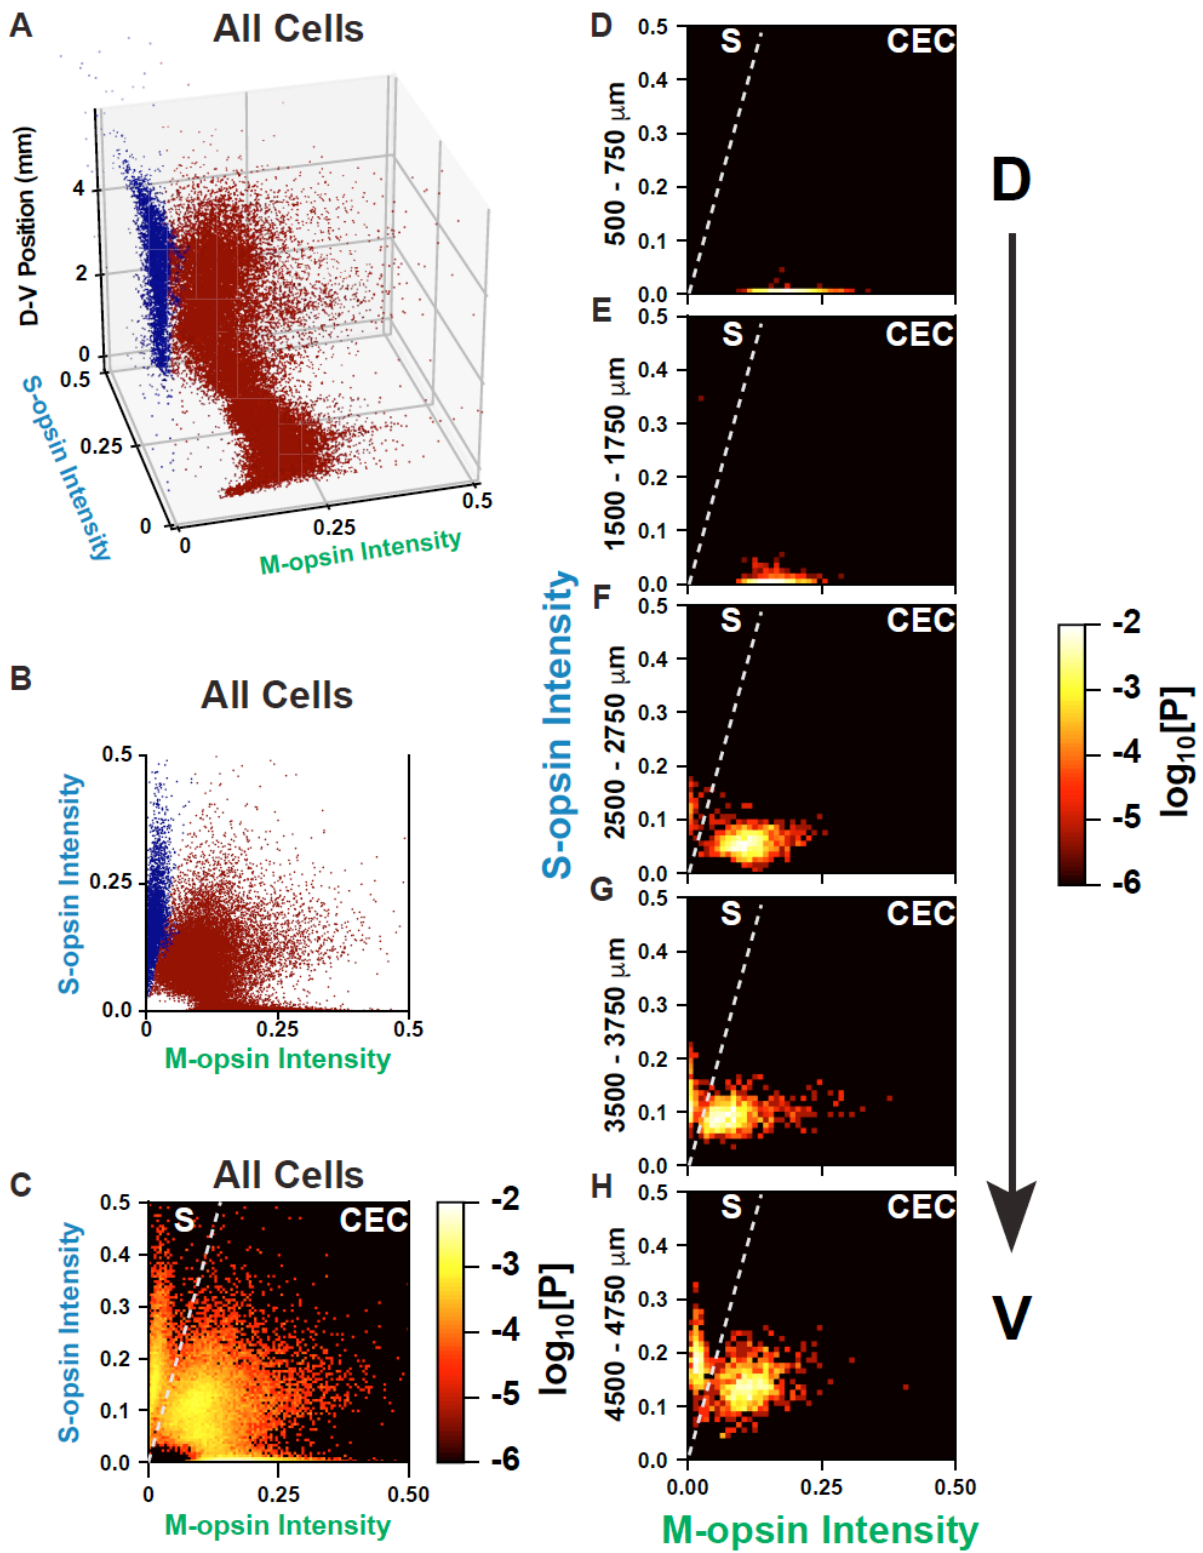 A
All Cells
D-V Position (mm)
4
2
0
0.5
0.25
0
S-opsin Intensity
0
0.25
0.5
M-opsin Intensity
B
All Cells
S-opsin Intensity
0.5
0.25
0.0
0
0.25
0.5
M-opsin Intensity
C
All Cells
S-opsin Intensity
0.5
0.4
0.3
0.2
0.1
0.0
S
CEC
0
0.25
0.50
M-opsin Intensity
-2
-3
-4
-5
-6
log10[P]
S-opsin Intensity
D
500 - 750 μm
0.5
0.4
0.3
0.2
0.1
0.0
S
CEC
E
1500 - 1750 μm
0.5
0.4
0.3
0.2
0.1
0.0
S
CEC
F
2500 - 2750 μm
0.5
0.4
0.3
0.2
0.1
0.0
S
CEC
G
3500 - 3750 μm
0.5
0.4
0.3
0.2
0.1
0.0
S
CEC
H
4500 - 4750 μm
0.5
0.4
0.3
0.2
0.1
0.0
S
CEC
0.00
0.25
0.50
M-opsin Intensity
D
V
-2
-3
-4
-5
-6
log10[P]